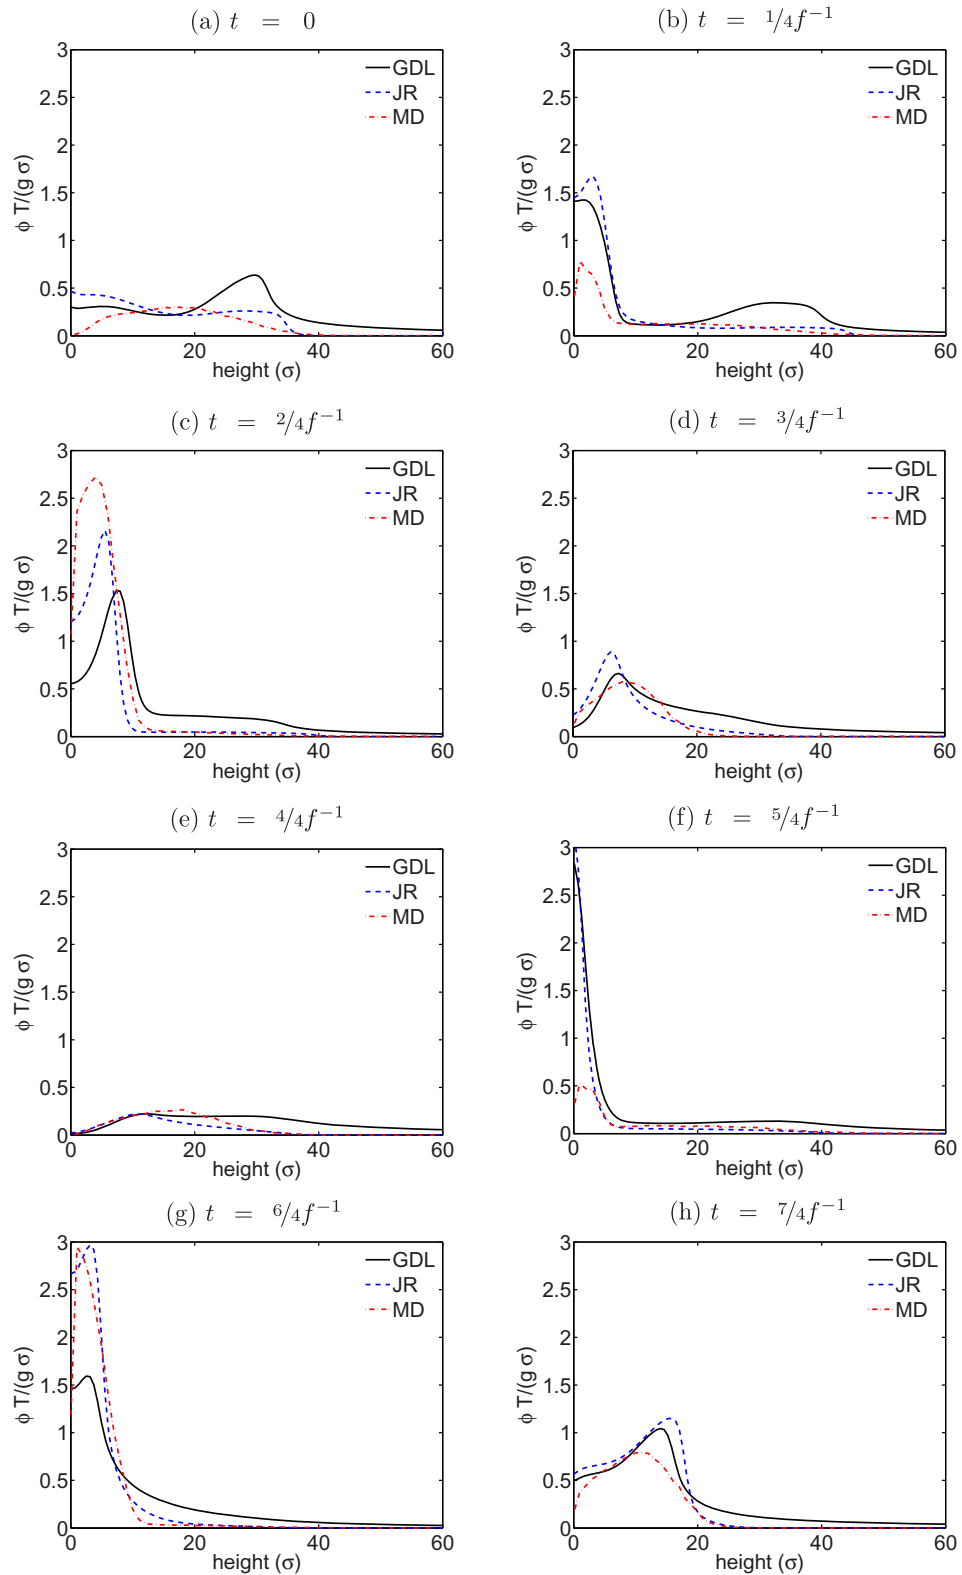 (a) t = 0
(b) t = 1/4f⁻¹
3
2.5
2
1.5
1
0.5
0
0 20 40 60
ϕ T/(g σ)
height (σ)
GDL
JR
MD
3
2.5
2
1.5
1
0.5
0
0 20 40 60
ϕ T/(g σ)
height (σ)
GDL
JR
MD
(c) t = 2/4f⁻¹
(d) t = 3/4f⁻¹
3
2.5
2
1.5
1
0.5
0
0 20 40 60
ϕ T/(g σ)
height (σ)
GDL
JR
MD
3
2.5
2
1.5
1
0.5
0
0 20 40 60
ϕ T/(g σ)
height (σ)
GDL
JR
MD
(e) t = 4/4f⁻¹
(f) t = 5/4f⁻¹
3
2.5
2
1.5
1
0.5
0
0 20 40 60
ϕ T/(g σ)
height (σ)
GDL
JR
MD
3
2.5
2
1.5
1
0.5
0
0 20 40 60
ϕ T/(g σ)
height (σ)
GDL
JR
MD
(g) t = 6/4f⁻¹
(h) t = 7/4f⁻¹
3
2.5
2
1.5
1
0.5
0
0 20 40 60
ϕ T/(g σ)
height (σ)
GDL
JR
MD
3
2.5
2
1.5
1
0.5
0
0 20 40 60
ϕ T/(g σ)
height (σ)
GDL
JR
MD